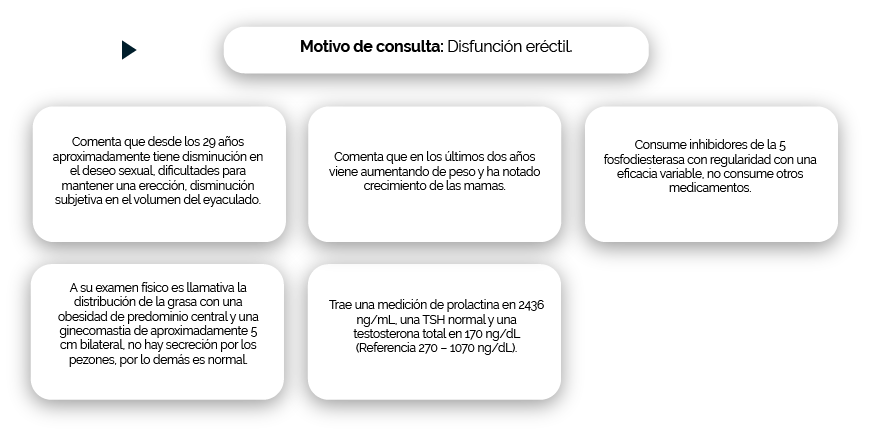 Motivo de consulta: Disfunción eréctil.
Comenta que desde los 29 años
aproximadamente tiene disminución en
el deseo sexual, dificultades para
mantener una erección, disminución
subjetiva en el volumen del eyaculado.
Comenta que en los últimos dos años
viene aumentando de peso y ha notado
crecimiento de las mamas.
Consume inhibidores de la 5
fosfodiesterasa con regularidad con una
eficacia variable, no consume otros
medicamentos.
A su examen físico es llamativa la
distribución de la grasa con una
obesidad de predominio central y una
ginecomastia de aproximadamente 5
cm bilateral, no hay secreción por los
pezones, por lo demás es normal.
Trae una medición de prolactina en 2436
ng/mL, una TSH normal y una
testosterona total en 170 ng/dL
(Referencia 270 – 1070 ng/dL).